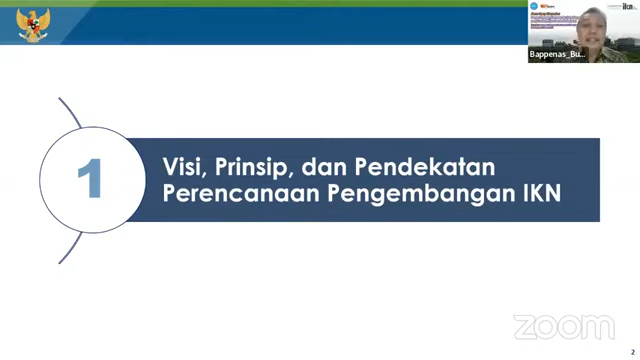 Bappenas_Bu...
1
Visi, Prinsip, dan Pendekatan
Perencanaan Pengembangan IKN
zoom
2